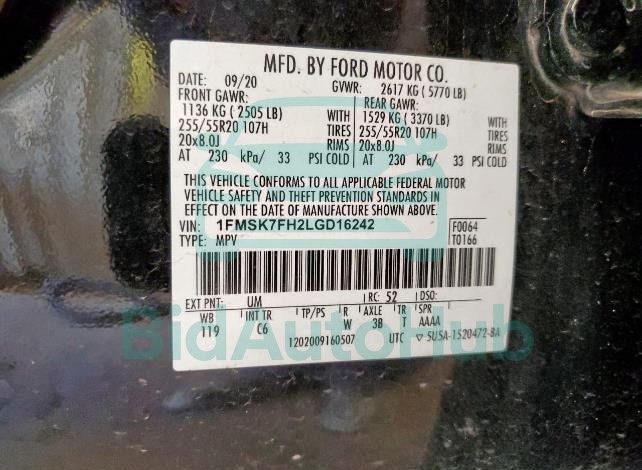 MFD. BY FORD MOTOR CO.
DATE: 09/20 GVWR: 2617 KG ( 5770 LB)
FRONT GAWR: REAR GAWR:
1136 KG ( 2505 LB) WITH 1529 KG ( 3370 LB)
255/55R20 107H TIRES 255/55R20 107H WITH
20x8.0J RIMS 20x8.0J TIRES
AT 230 kPa/ 33 PSI COLD AT 230 kPa/ 33 PSI COLD RIMS
THIS VEHICLE CONFORMS TO ALL APPLICABLE FEDERAL MOTOR
VEHICLE SAFETY AND THEFT PREVENTION STANDARDS IN
EFFECT ON THE DATE OF MANUFACTURE SHOWN ABOVE.
VIN: 1FMSK7FH2LGD16242 F0064
TYPE: MPV T0166
EXT PNT: UM RC: 52 DSO:
WB INT TR TP/PS R AXLE TR SPR
119 C6 W 3B T AAAA
1202009160507 UTC ▽ 5U5A-1520472-BA
BidAutoHub